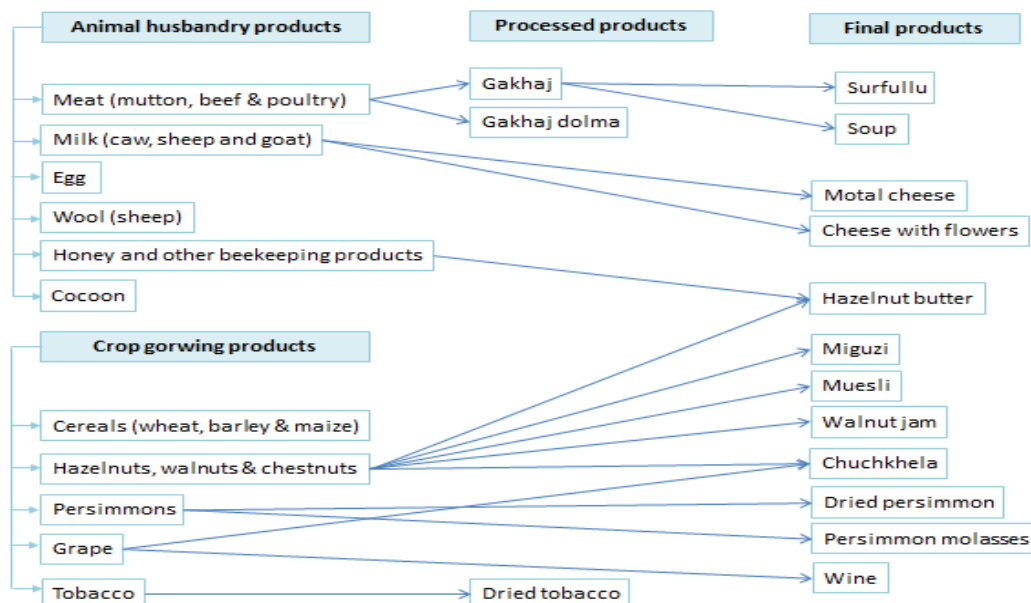 Animal husbandry products
Processed products
Final products
Meat (mutton, beef & poultry)
Gakhaj
Surfullu
Gakhaj dolma
Soup
Milk (caw, sheep and goat)
Egg
Motal cheese
Wool (sheep)
Cheese with flowers
Honey and other beekeeping products
Cocoon
Hazelnut butter
Crop gorwing products
Miguzi
Muesli
Cereals (wheat, barley & maize)
Walnut jam
Hazelnuts, walnuts & chestnuts
Chuchkhela
Persimmons
Dried persimmon
Grape
Persimmon molasses
Wine
Tobacco
Dried tobacco